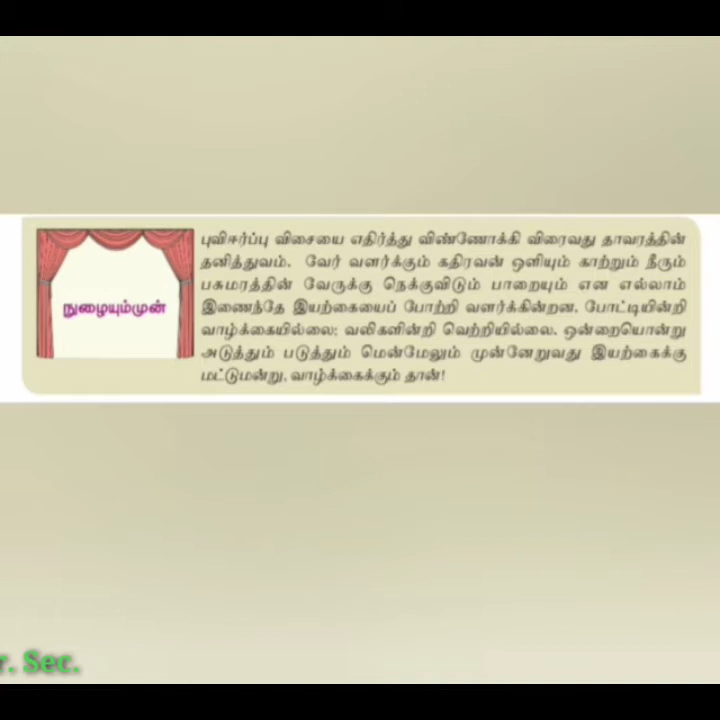 நுழையும்முன்
புவிஈர்ப்பு விசையை எதிர்த்து விண்ணோக்கி விரைவது தாவரத்தின்
தனித்துவம். வேர் வளர்க்கும் கதிரவன் ஒளியும் காற்றும் நீரும்
பசுமரத்தின் வேருக்கு நெக்குவிடும் பாறையும் என எல்லாம்
இணைந்தே இயற்கையைப் போற்றி வளர்க்கின்றன. போட்டியின்றி
வாழ்க்கையில்லை; வலிகளின்றி வெற்றியில்லை. ஒன்றையொன்று
அடுத்தும் படுத்தும் மென்மேலும் முன்னேறுவது இயற்கைக்கு
மட்டுமன்று, வாழ்க்கைக்கும் தான்!
r. Sec.